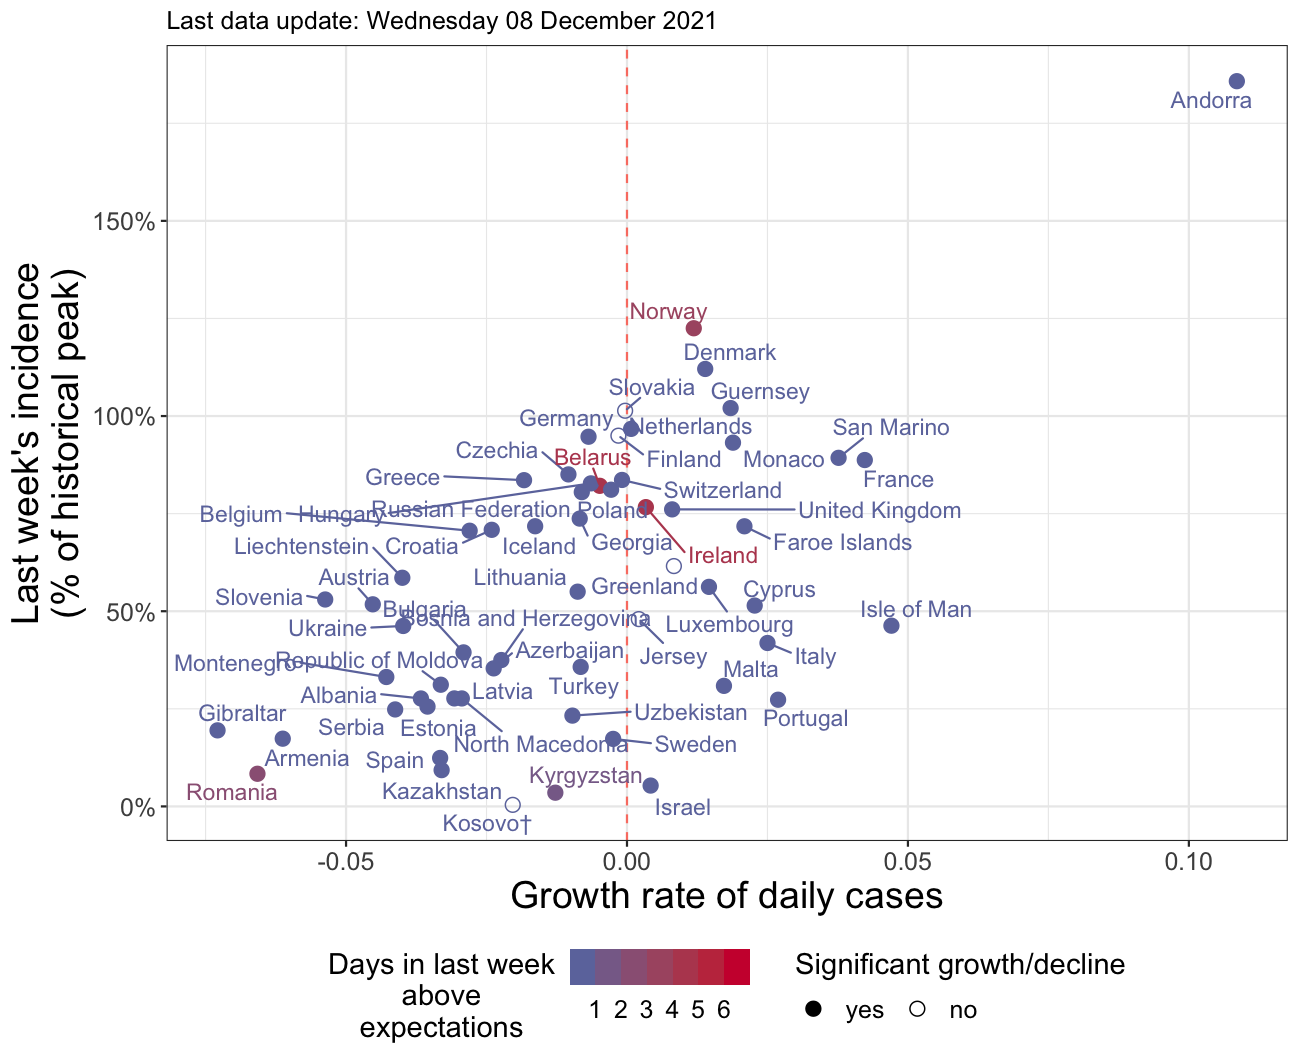 Last data update: Wednesday 08 December 2021
Last week's incidence
(% of historical peak)
150%
100%
50%
0%
Andorra
Norway
Denmark
Slovakia
Guernsey
Germany
Netherlands
San Marino
Czechia
Belarus
Finland
Monaco
Greece
France
Switzerland
Russian Federation
Poland
United Kingdom
Belgium
Hungary
Croatia
Iceland
Georgia
Faroe Islands
Liechtenstein
Ireland
Austria
Lithuania
Greenland
Cyprus
Slovenia
Bulgaria
Isle of Man
Ukraine
Bosnia and Herzegovina
Luxembourg
Montenegro
Republic of Moldova
Azerbaijan
Jersey
Italy
Albania
Latvia
Turkey
Malta
Gibraltar
Serbia
Estonia
Uzbekistan
Portugal
Armenia
Spain
North Macedonia
Sweden
Romania
Kazakhstan
Kyrgyzstan
Israel
Kosovo†
-0.05
0.00
0.05
0.10
Growth rate of daily cases
Days in last week
above
expectations
1 2 3 4 5 6
Significant growth/decline
yes
no